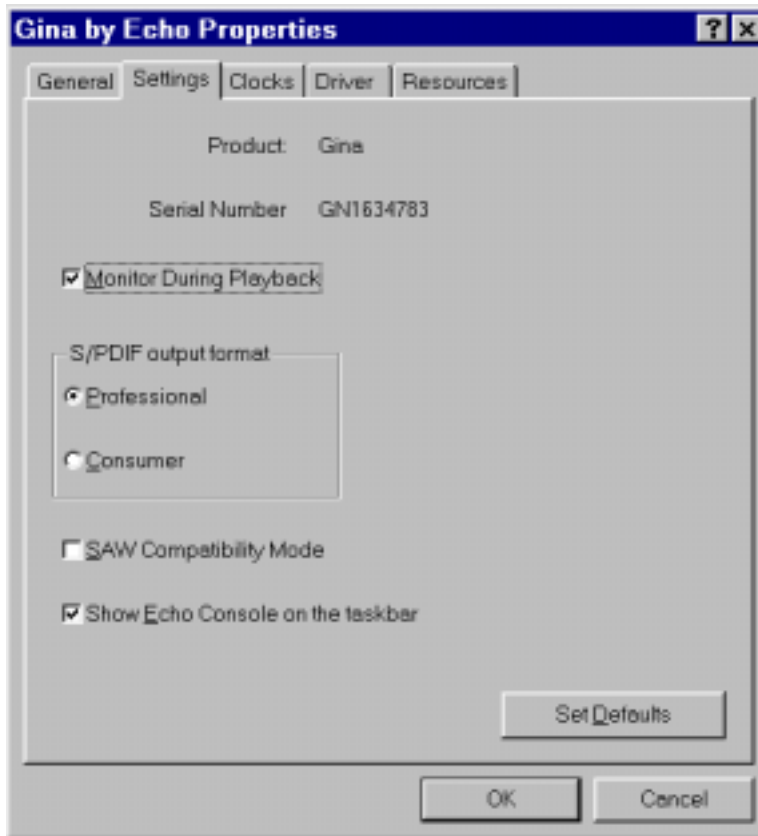 Gina by Echo Properties
General Settings Clocks Driver Resources
Product: Gina
Serial Number GN1634783
Monitor During Playback
S/PDIF output format
Professional
Consumer
SAW Compatibility Mode
Show Echo Console on the taskbar
Set Defaults
OK Cancel